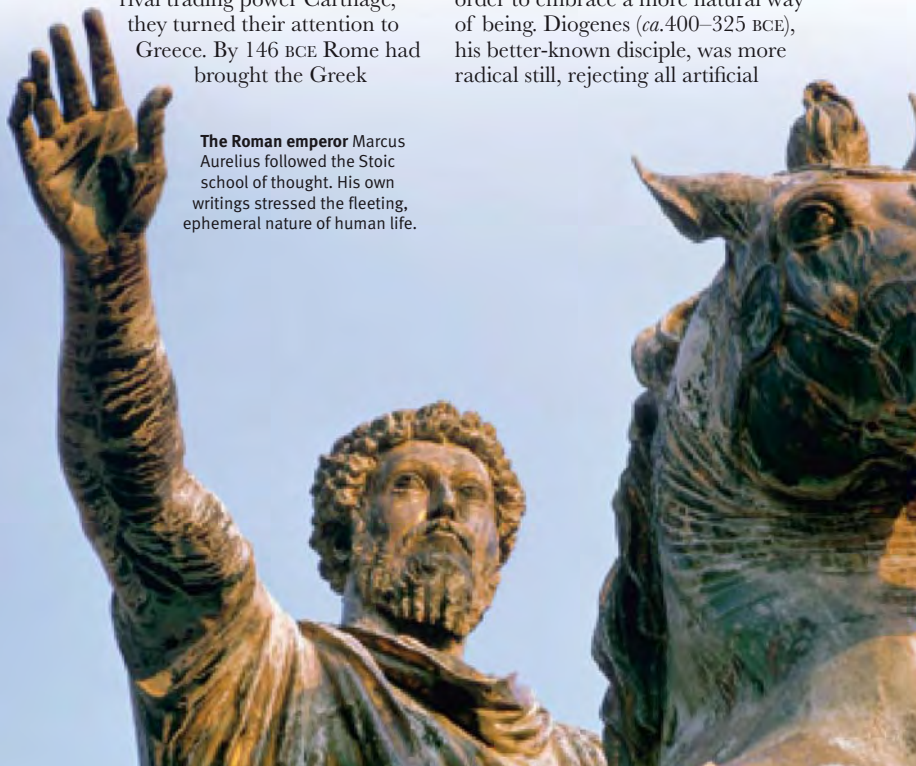 rival trading power Carthage,
they turned their attention to
Greece. By 146 BCE Rome had
brought the Greek
order to embrace a more natural way
of being. Diogenes (ca.400–325 BCE),
his better-known disciple, was more
radical still, rejecting all artificial
The Roman emperor Marcus
Aurelius followed the Stoic
school of thought. His own
writings stressed the fleeting,
ephemeral nature of human life.